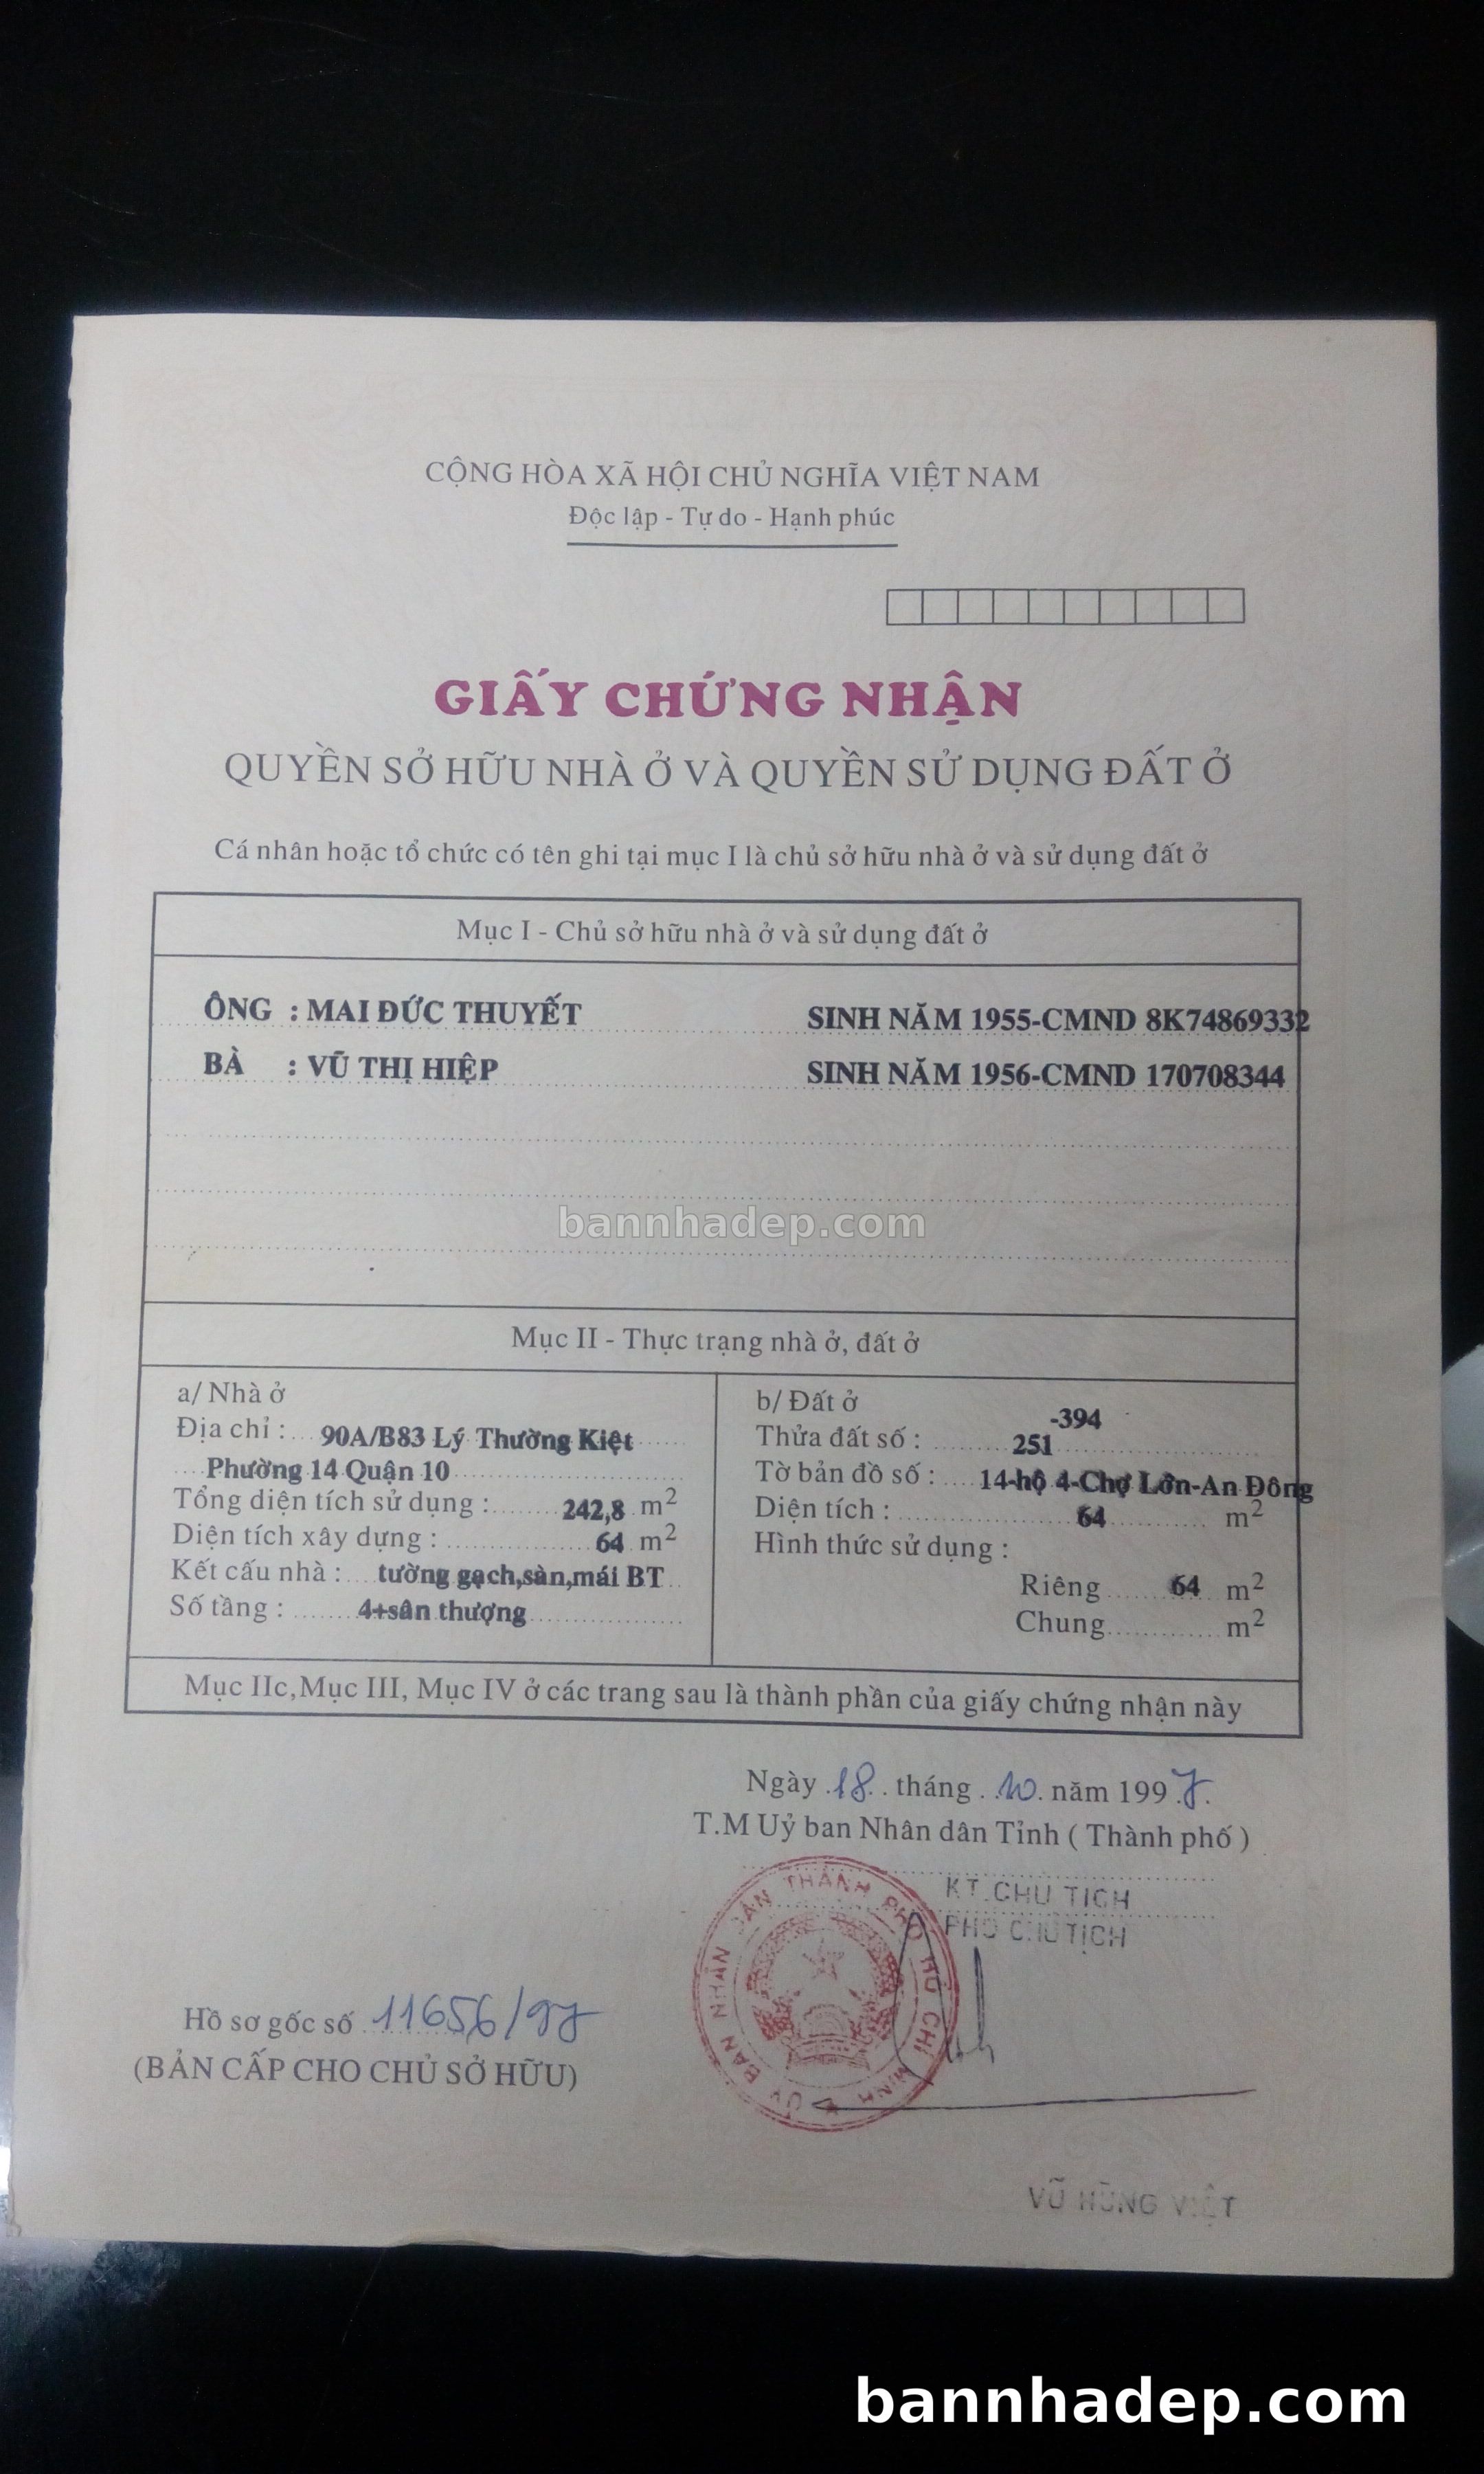 CỘNG HÒA XÃ HỘI CHỦ NGHĨA VIỆT NAM
Độc lập - Tự do - Hạnh phúc
GIẤY CHỨNG NHẬN
QUYỀN SỞ HỮU NHÀ Ở VÀ QUYỀN SỬ DỤNG ĐẤT Ở
Cá nhân hoặc tổ chức có tên ghi tại mục I là chủ sở hữu nhà ở và sử dụng đất ở
Mục I - Chủ sở hữu nhà ở và sử dụng đất ở
ÔNG : MAI ĐỨC THUYẾT SINH NĂM 1955-CMND 8K74869332
BÀ : VŨ THỊ HIỆP SINH NĂM 1956-CMND 170708344
bannhadep.com
Mục II - Thực trạng nhà ở, đất ở
a/ Nhà ở
Địa chỉ : 90A/B83 Lý Thường Kiệt
Phường 14 Quận 10
Tổng diện tích sử dụng : 242,8 m2
Diện tích xây dựng : 64 m2
Kết cấu nhà : tường gạch,sàn,mái BT
Số tầng : 4+sân thượng
b/ Đất ở
-394
Thửa đất số : 251
Tờ bản đồ số : 14-hộ 4-Chợ Lớn-An Đông
Diện tích : 64 m2
Hình thức sử dụng :
Riêng 64 m2
Chung m2
Mục IIc, Mục III, Mục IV ở các trang sau là thành phần của giấy chứng nhận này
Ngày 18 tháng 10 năm 1997
T.M Uỷ ban Nhân dân Tỉnh ( Thành phố )
KT.CHỦ TỊCH
PHÓ CHỦ TỊCH
ỦY BAN NHÂN DÂN THÀNH PHỐ HỒ CHÍ MINH
Hồ sơ gốc số 11656/97
(BẢN CẤP CHO CHỦ SỞ HỮU)
VŨ HÙNG VIỆT
bannhadep.com